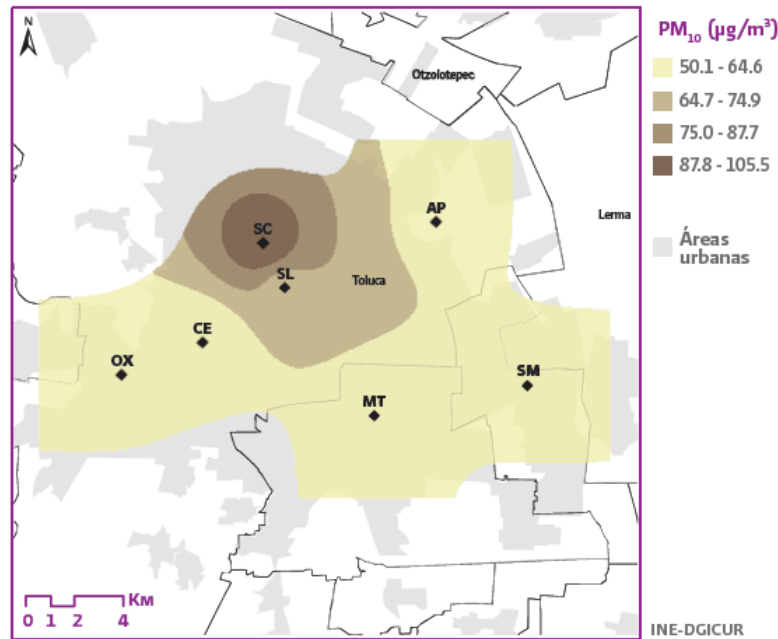 N
PM10 (µg/m³)
50.1 - 64.6
64.7 - 74.9
75.0 - 87.7
87.8 - 105.5
Áreas
urbanas
Otzolotepec
Lerma
AP
SC
SL
Toluca
CE
OX
SM
MT
Km
0 1 2 4
INE-DGICUR